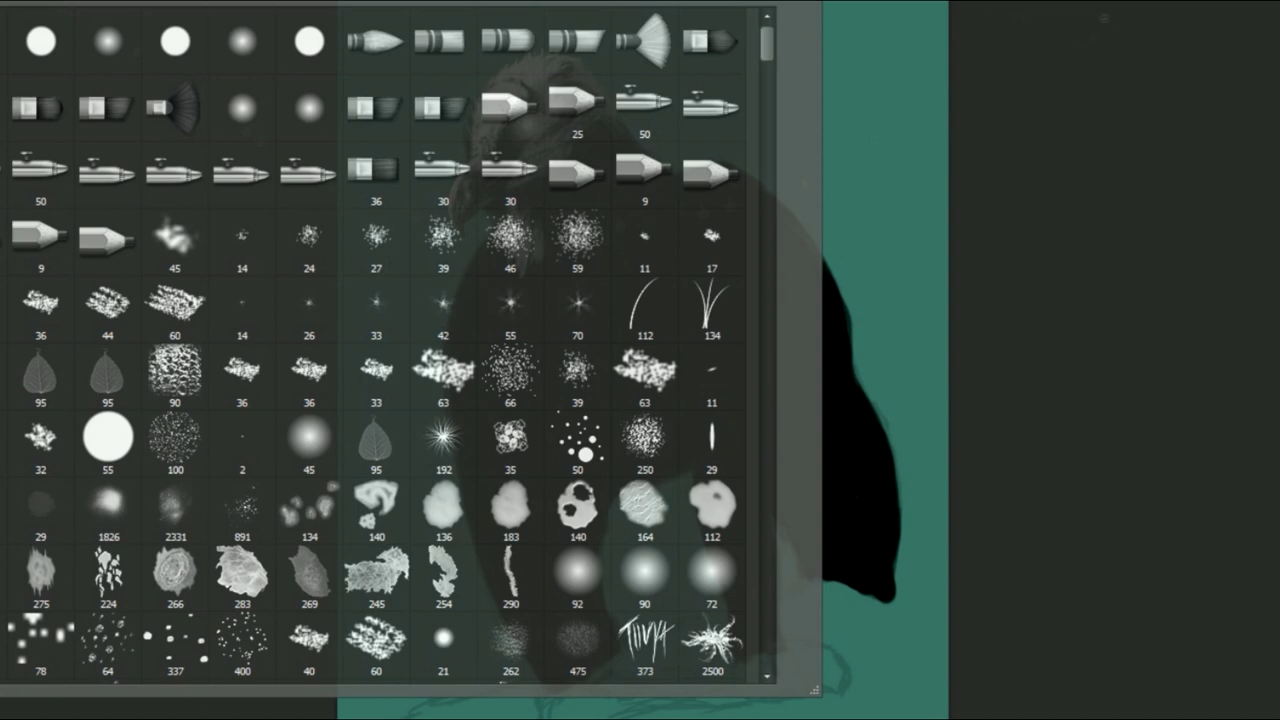 25 50
50 36 30 30 9
9 45 14 24 27 39 46 59 11 17
36 44 60 14 26 33 42 55 70 112 134
95 95 90 36 36 33 63 66 39 63 11
32 55 100 2 45 95 192 35 50 250 29
29 1826 2331 891 134 140 136 183 140 164 112
275 224 266 283 269 245 254 290 92 90 72
78 64 337 400 40 60 21 262 475 373 2500